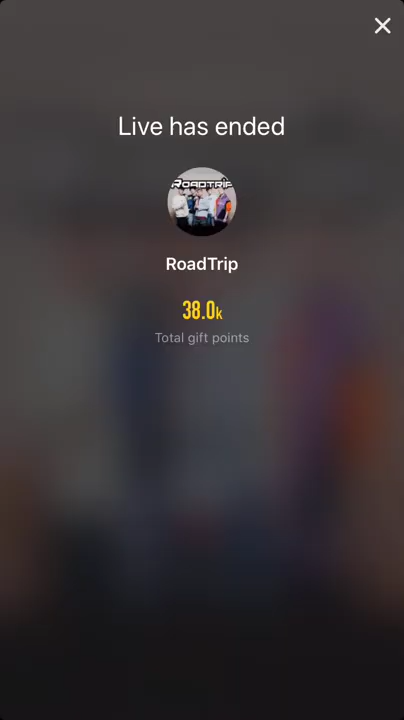 Live has ended
ROADTRIP
RoadTrip
38.0k
Total gift points